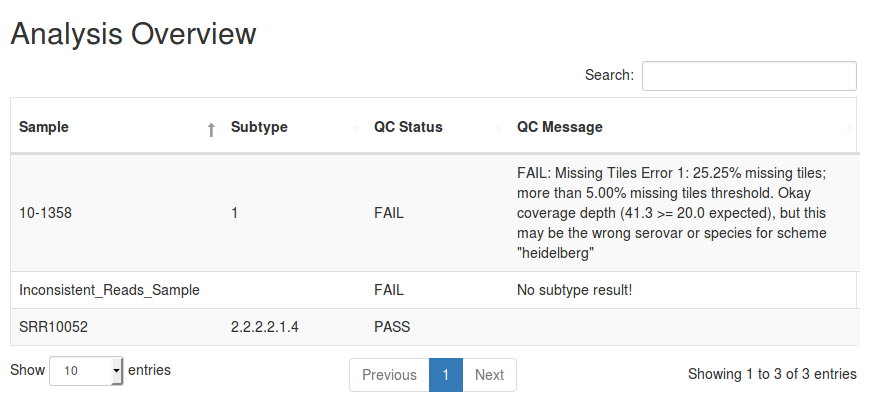 Analysis Overview
Search:
Sample Subtype QC Status QC Message
10-1358 1 FAIL FAIL: Missing Tiles Error 1: 25.25% missing tiles;
more than 5.00% missing tiles threshold. Okay
coverage depth (41.3 >= 20.0 expected), but this
may be the wrong serovar or species for scheme
"heidelberg"
Inconsistent_Reads_Sample FAIL No subtype result!
SRR10052 2.2.2.2.1.4 PASS
Show 10 entries Previous 1 Next Showing 1 to 3 of 3 entries